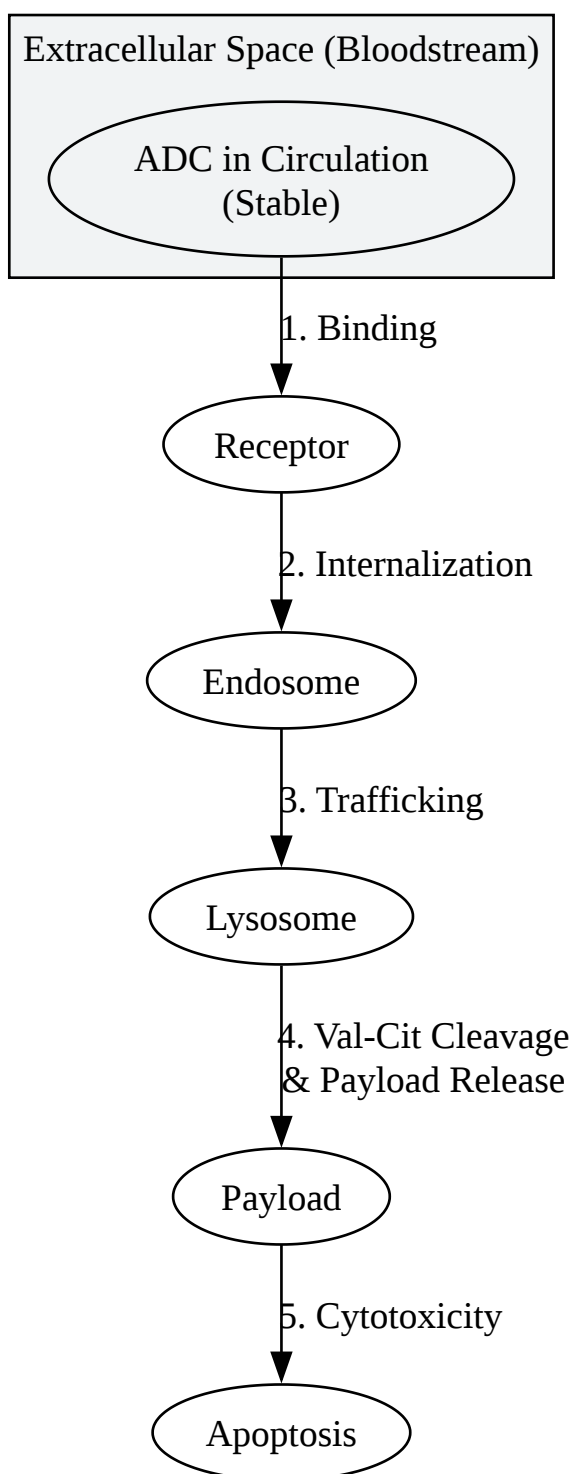 Extracellular Space (Bloodstream)
ADC in Circulation
(Stable)
1. Binding
Receptor
2. Internalization
Endosome
3. Trafficking
Lysosome
4. Val-Cit Cleavage
& Payload Release
Payload
5. Cytotoxicity
Apoptosis